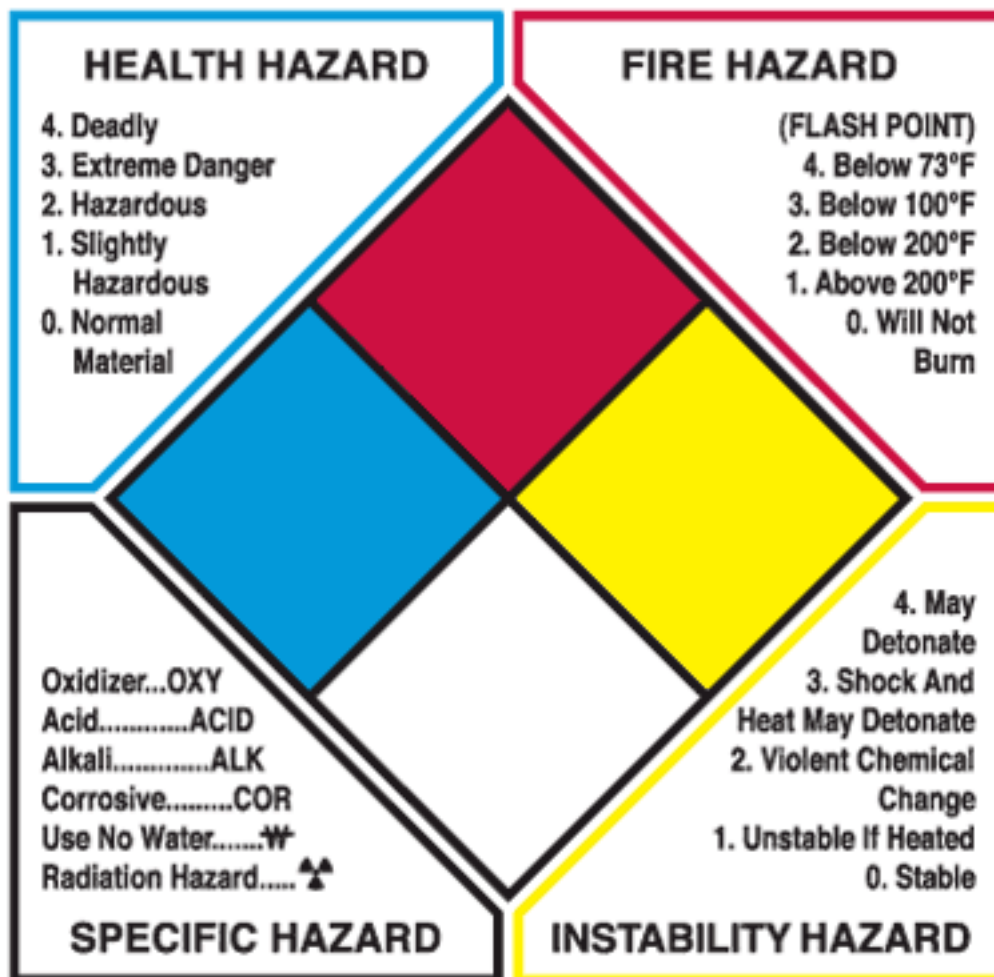 HEALTH HAZARD
4. Deadly
3. Extreme Danger
2. Hazardous
1. Slightly
Hazardous
0. Normal
Material
FIRE HAZARD
(FLASH POINT)
4. Below 73°F
3. Below 100°F
2. Below 200°F
1. Above 200°F
0. Will Not
Burn
Oxidizer...OXY
Acid............ACID
Alkali.............ALK
Corrosive.........COR
Use No Water.......W̶
Radiation Hazard.....☢
SPECIFIC HAZARD
4. May
Detonate
3. Shock And
Heat May Detonate
2. Violent Chemical
Change
1. Unstable If Heated
0. Stable
INSTABILITY HAZARD